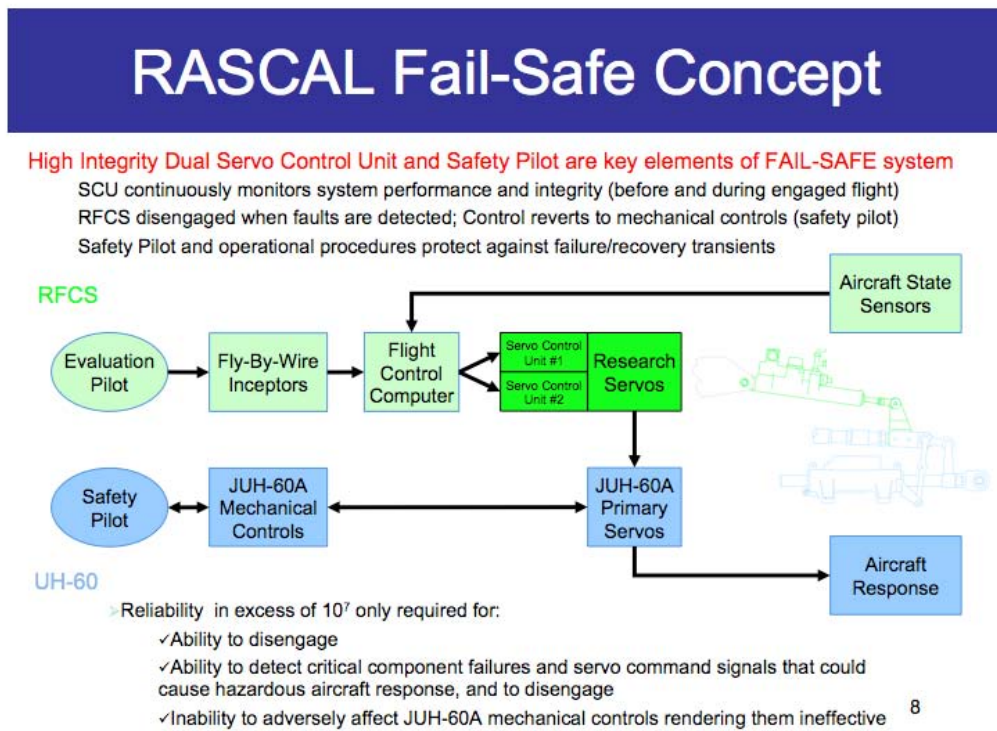 RASCAL Fail-Safe Concept
High Integrity Dual Servo Control Unit and Safety Pilot are key elements of FAIL-SAFE system
SCU continuously monitors system performance and integrity (before and during engaged flight)
RFCS disengaged when faults are detected; Control reverts to mechanical controls (safety pilot)
Safety Pilot and operational procedures protect against failure/recovery transients
RFCS
Aircraft State
Sensors
Evaluation
Pilot
Fly-By-Wire
Inceptors
Flight
Control
Computer
Servo Control
Unit #1
Servo Control
Unit #2
Research
Servos
Safety
Pilot
JUH-60A
Mechanical
Controls
JUH-60A
Primary
Servos
Aircraft
Response
UH-60
➢Reliability in excess of 10⁷ only required for:
✓Ability to disengage
✓Ability to detect critical component failures and servo command signals that could
cause hazardous aircraft response, and to disengage
✓Inability to adversely affect JUH-60A mechanical controls rendering them ineffective
8